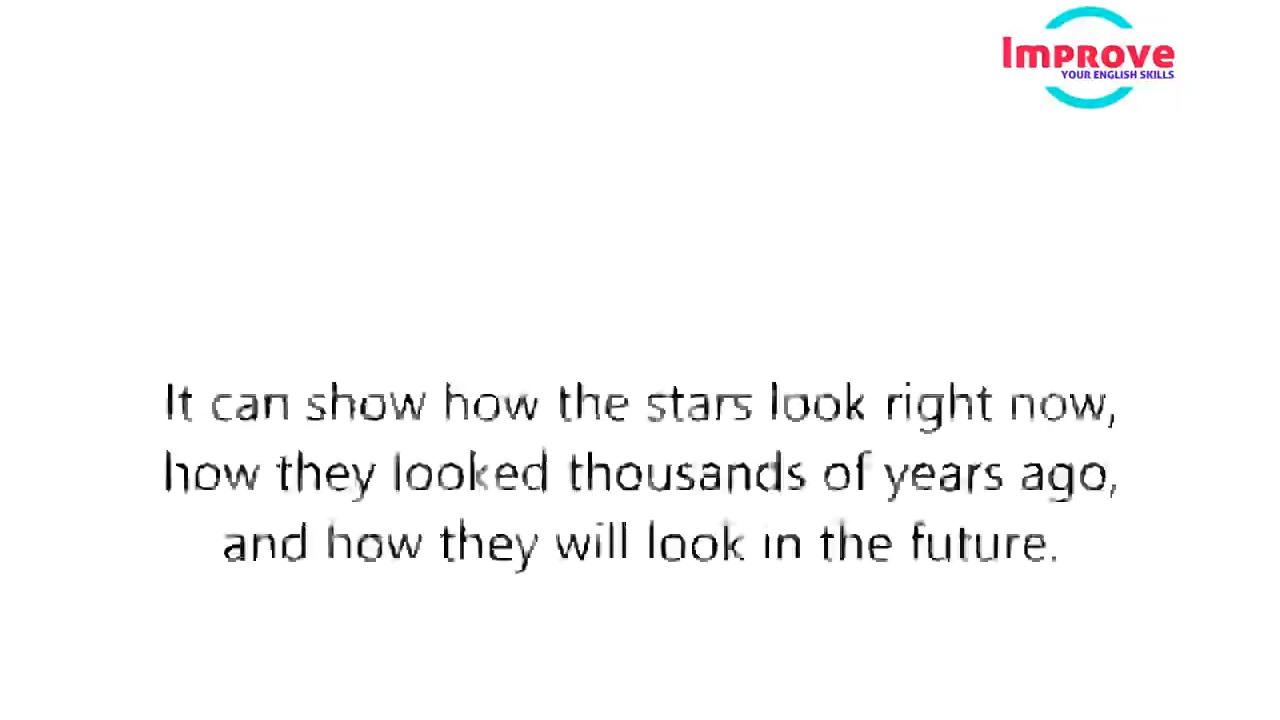 Improve
YOUR ENGLISH SKILLS
It can show how the stars look right now,
how they looked thousands of years ago,
and how they will look in the future.